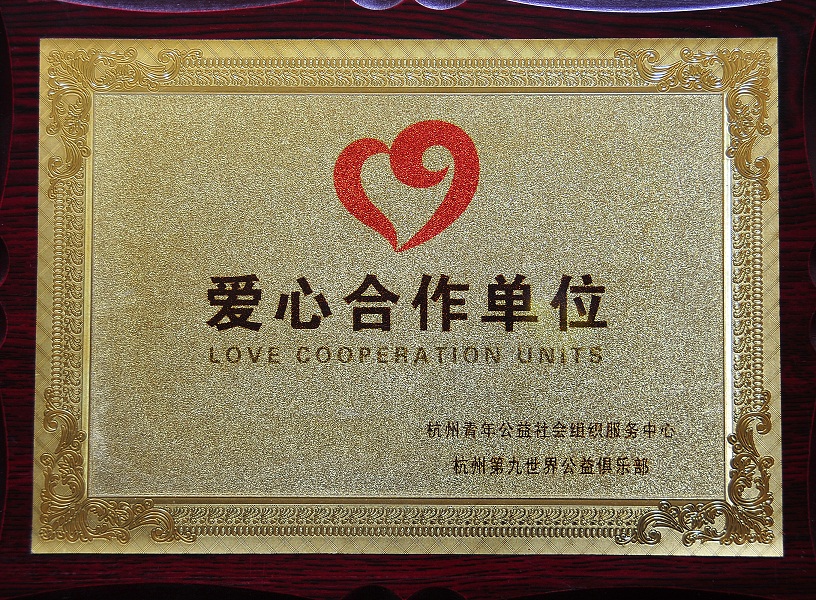 爱心合作单位
LOVE COOPERATION UNITS
杭州青年公益社会组织服务中心
杭州第九世界公益俱乐部